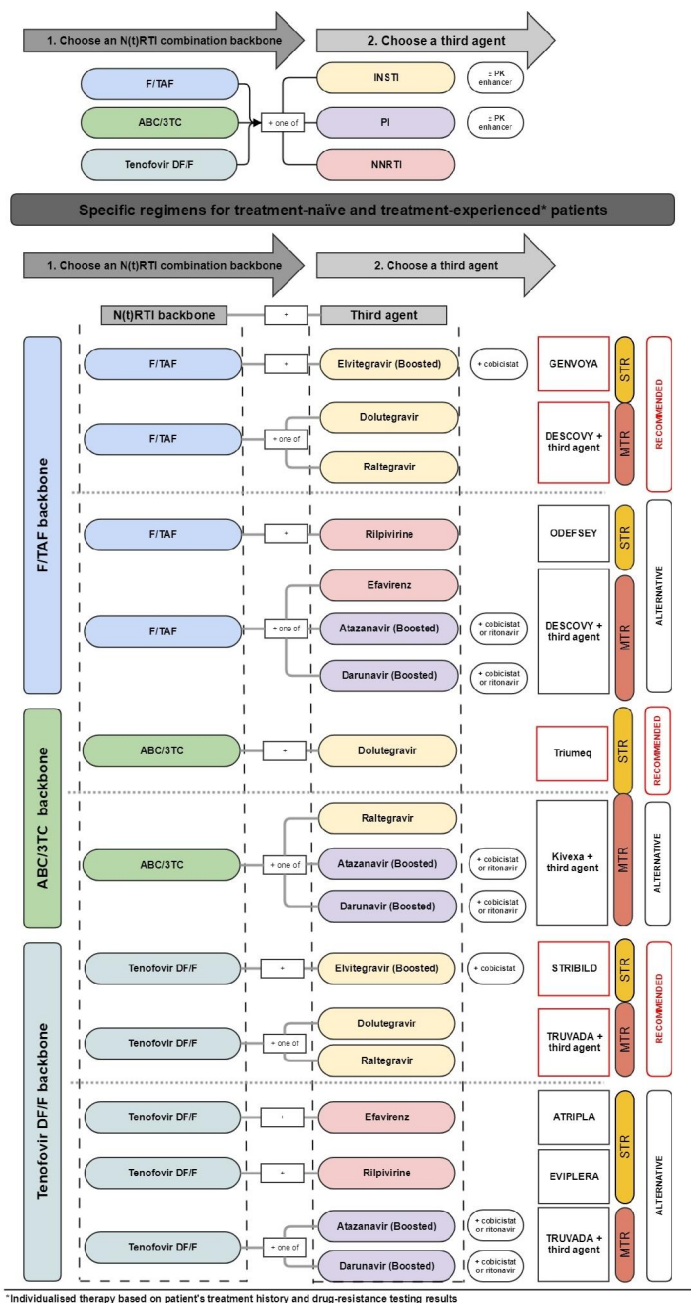 1. Choose an N(t)RTI combination backbone
2. Choose a third agent
F/TAF
ABC/3TC
Tenofovir DF/F
+ one of
INSTI
± PK
enhancer
PI
± PK
enhancer
NNRTI
Specific regimens for treatment-naïve and treatment-experienced* patients
1. Choose an N(t)RTI combination backbone
2. Choose a third agent
N(t)RTI backbone
+
Third agent
F/TAF backbone
F/TAF
+
Elvitegravir (Boosted)
+ cobicistat
GENVOYA
STR
RECOMMENDED
F/TAF
+ one of
Dolutegravir
Raltegravir
DESCOVY +
third agent
MTR
F/TAF
+
Rilpivirine
ODEFSEY
STR
ALTERNATIVE
F/TAF
+ one of
Efavirenz
Atazanavir (Boosted)
+ cobicistat
or ritonavir
Darunavir (Boosted)
+ cobicistat
or ritonavir
DESCOVY +
third agent
MTR
ABC/3TC backbone
ABC/3TC
+
Dolutegravir
Triumeq
STR
RECOMMENDED
ABC/3TC
+ one of
Raltegravir
Atazanavir (Boosted)
+ cobicistat
or ritonavir
Darunavir (Boosted)
+ cobicistat
or ritonavir
Kivexa +
third agent
MTR
ALTERNATIVE
Tenofovir DF/F backbone
Tenofovir DF/F
+
Elvitegravir (Boosted)
+ cobicistat
STRIBILD
STR
RECOMMENDED
Tenofovir DF/F
+ one of
Dolutegravir
Raltegravir
TRUVADA +
third agent
MTR
Tenofovir DF/F
+
Efavirenz
ATRIPLA
STR
ALTERNATIVE
Tenofovir DF/F
+
Rilpivirine
EVIPLERA
Tenofovir DF/F
+ one of
Atazanavir (Boosted)
+ cobicistat
or ritonavir
Darunavir (Boosted)
+ cobicistat
or ritonavir
TRUVADA +
third agent
MTR
*Individualised therapy based on patient's treatment history and drug-resistance testing results